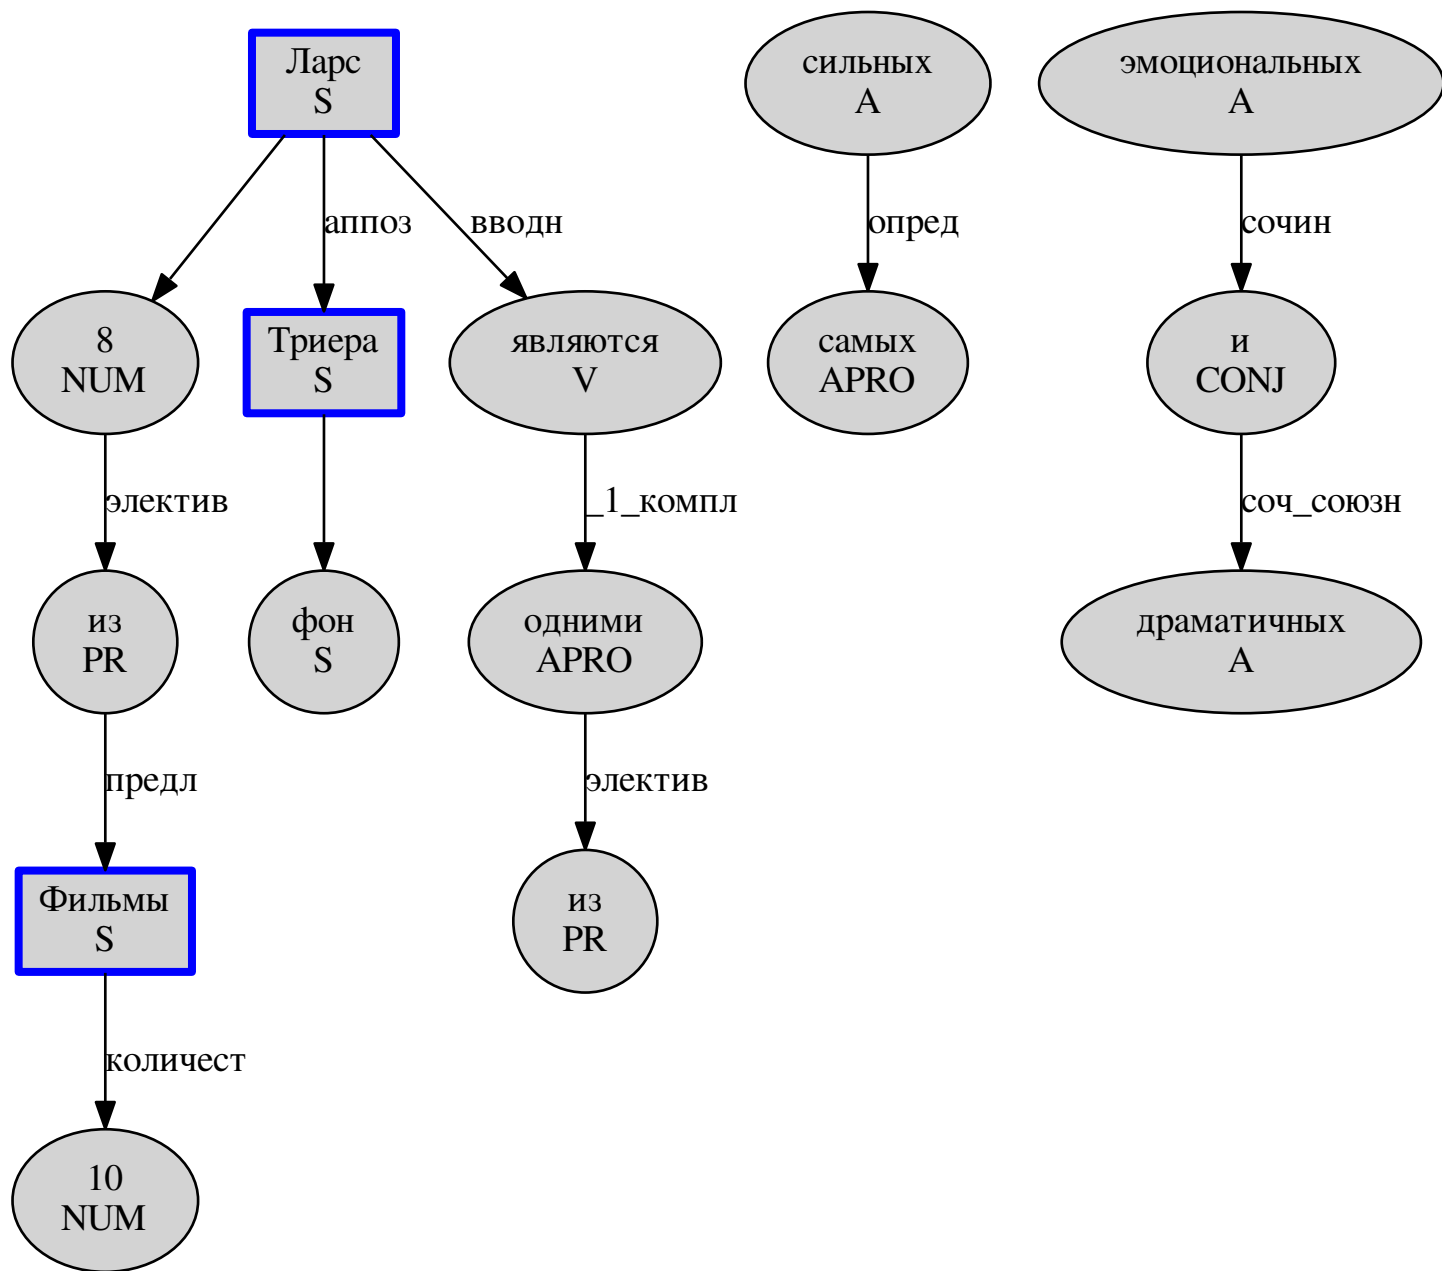 Ларс
S
сильных
A
эмоциональных
A
аппоз
вводн
опред
сочин
8
NUM
Триера
S
являются
V
самых
APRO
и
CONJ
электив
_1_компл
соч_союзн
из
PR
фон
S
одними
APRO
драматичных
A
предл
электив
Фильмы
S
из
PR
количест
10
NUM